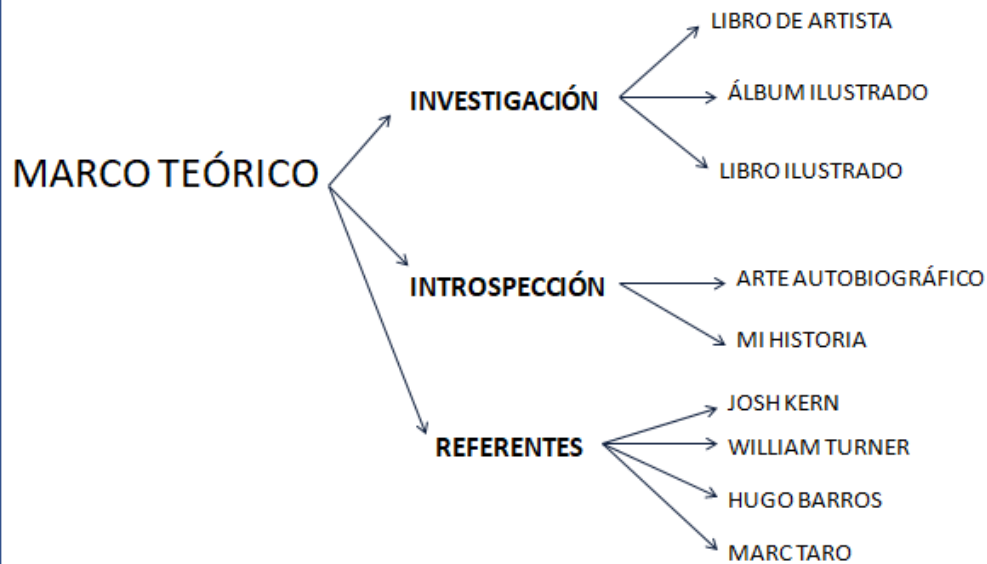 MARCO TEÓRICO
INVESTIGACIÓN
LIBRO DE ARTISTA
ÁLBUM ILUSTRADO
LIBRO ILUSTRADO
INTROSPECCIÓN
ARTE AUTOBIOGRÁFICO
MI HISTORIA
REFERENTES
JOSH KERN
WILLIAM TURNER
HUGO BARROS
MARC TARO